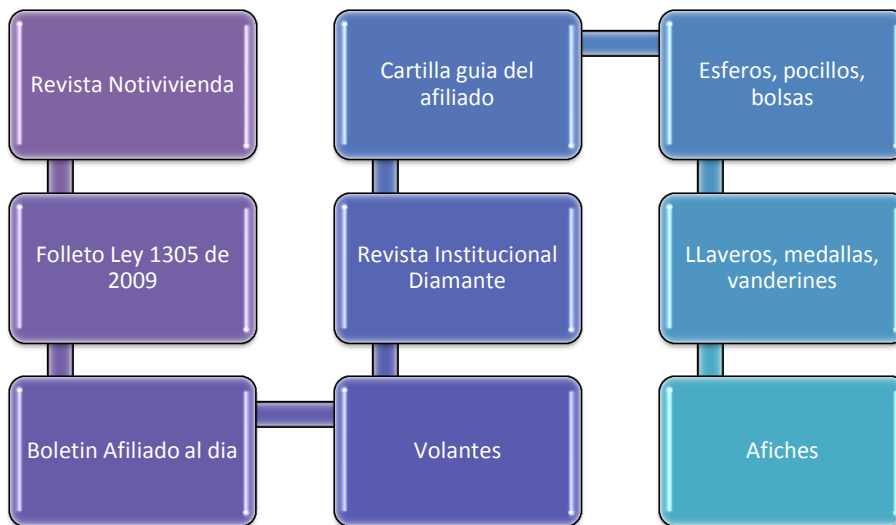 Revista Notivivienda
Folleto Ley 1305 de
2009
Boletin Afiliado al dia
Volantes
Revista Institucional
Diamante
Cartilla guia del
afiliado
Esferos, pocillos,
bolsas
LLaveros, medallas,
vanderines
Afiches